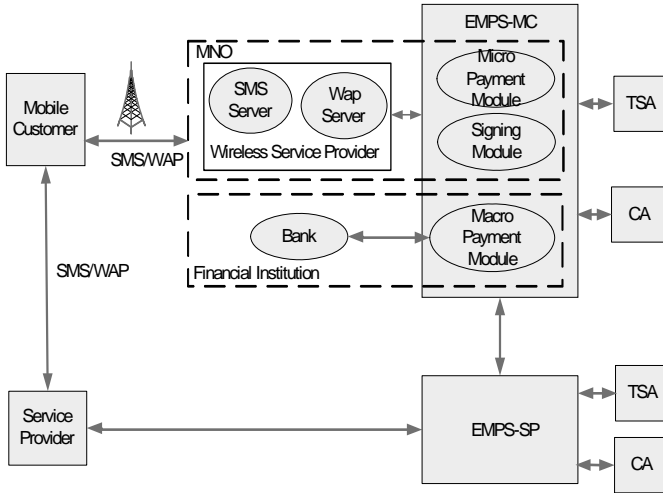 EMPS-MC
MNO
Micro
Payment
Module
SMS
Server
Wap
Server
Mobile
Customer
TSA
Signing
Module
Wireless Service Provider
SMS/WAP
CA
Macro
Payment
Module
Bank
Financial Institution
SMS/WAP
TSA
Service
Provider
EMPS-SP
CA